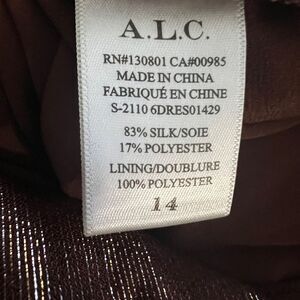 A.L.C.
RN#130801 CA#00985
MADE IN CHINA
FABRIQUÉ EN CHINE
S-2110 6DRES01429
83% SILK/SOIE
17% POLYESTER
LINING/DOUBLURE
100% POLYESTER
14